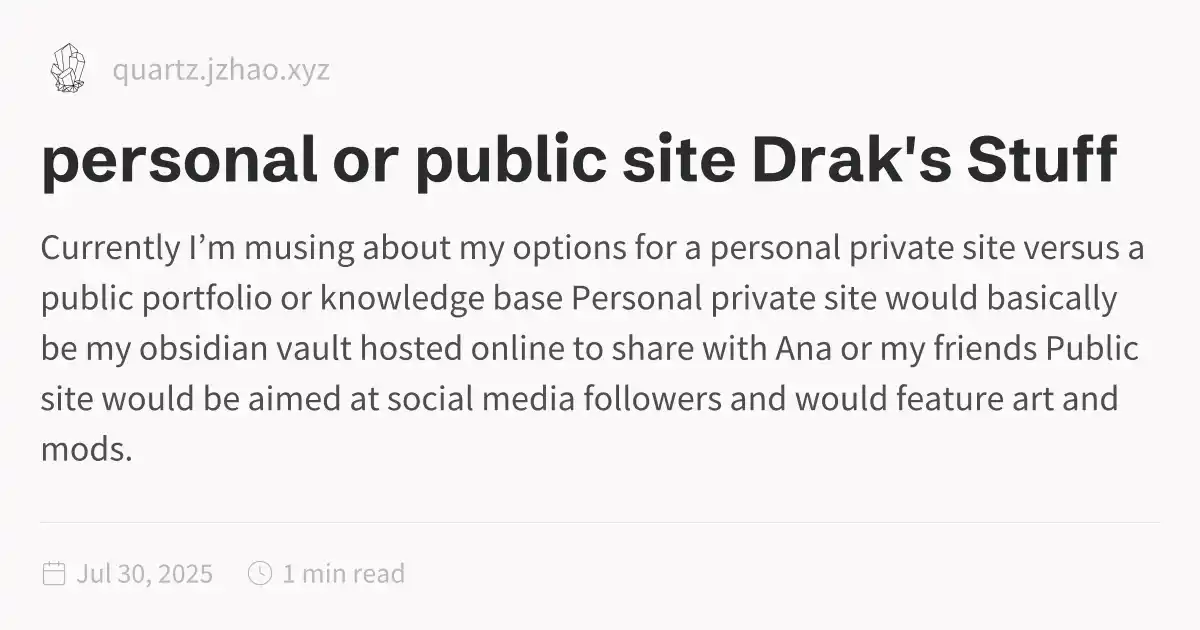 quartz.jzhao.xyz
personal or public site Drak's Stuff
Currently I’m musing about my options for a personal private site versus a
public portfolio or knowledge base Personal private site would basically
be my obsidian vault hosted online to share with Ana or my friends Public
site would be aimed at social media followers and would feature art and
mods.
Jul 30, 2025 1 min read